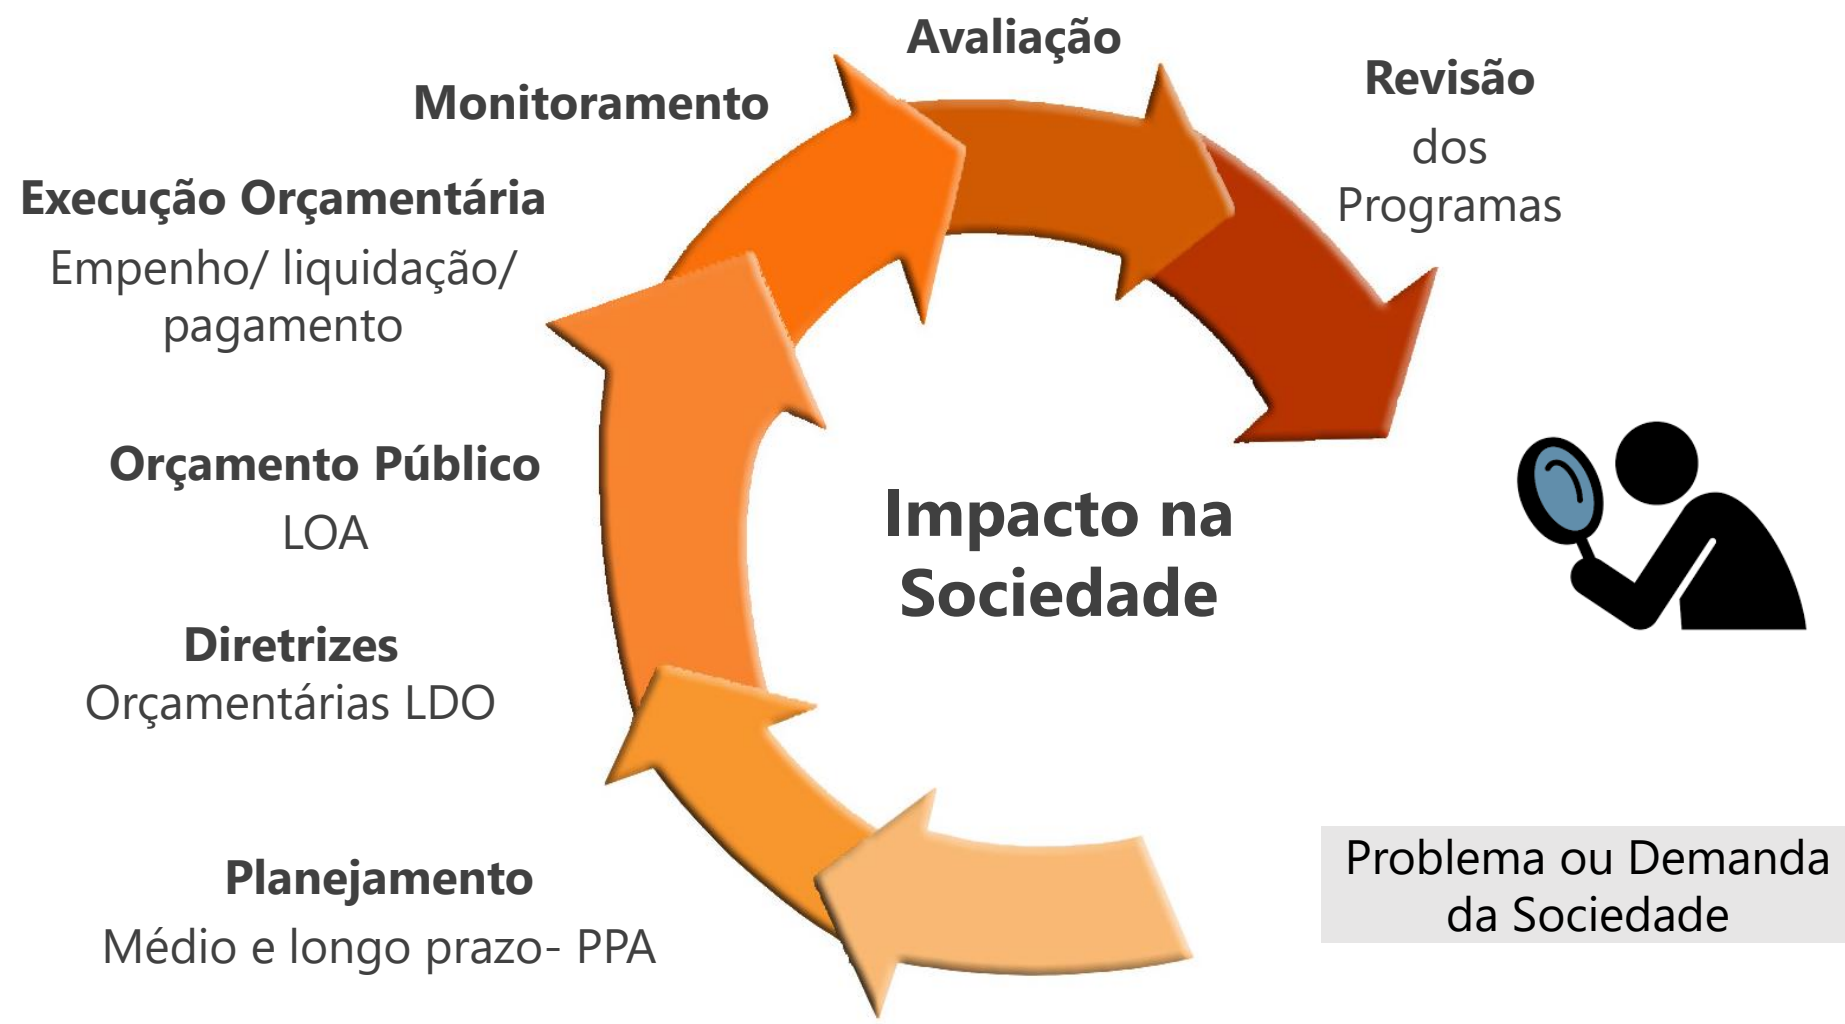 Avaliação
Revisão
dos
Programas
Monitoramento
Execução Orçamentária
Empenho/ liquidação/
pagamento
Orçamento Público
LOA
Diretrizes
Orçamentárias LDO
Planejamento
Médio e longo prazo- PPA
Impacto na
Sociedade
Problema ou Demanda
da Sociedade